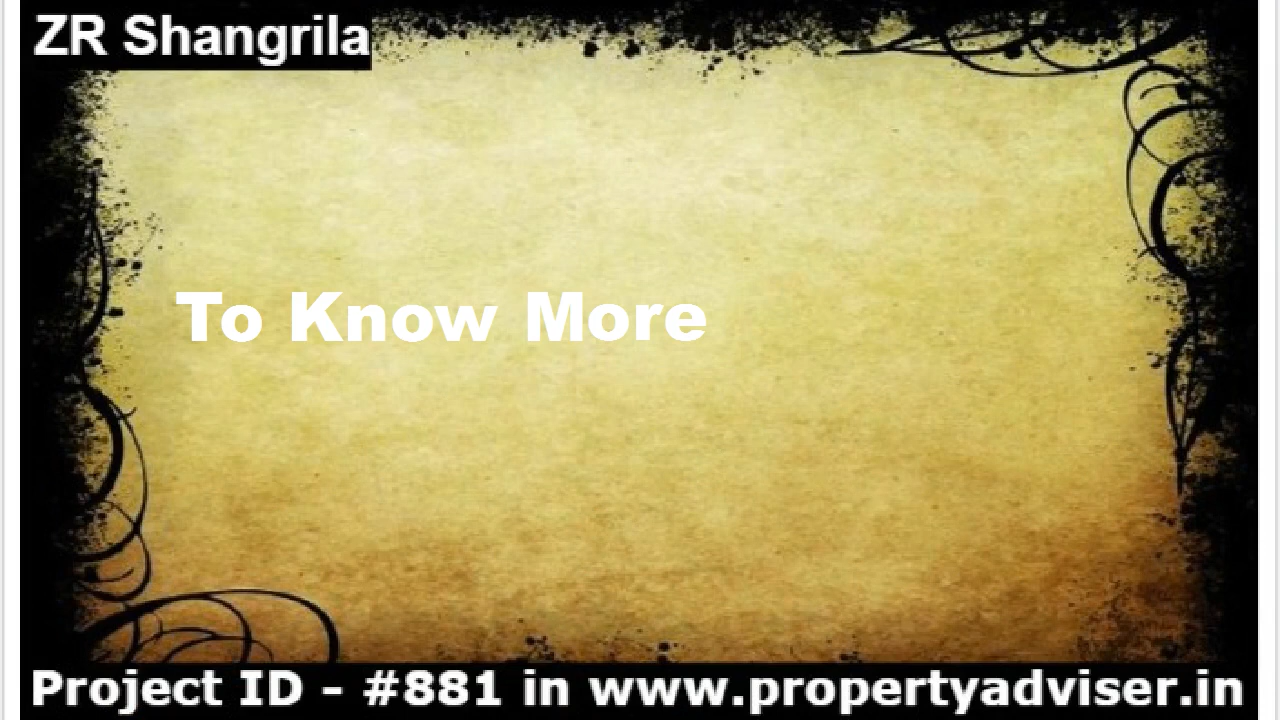 ZR Shangrila
To Know More
Project ID - #881 in www.propertyadviser.in